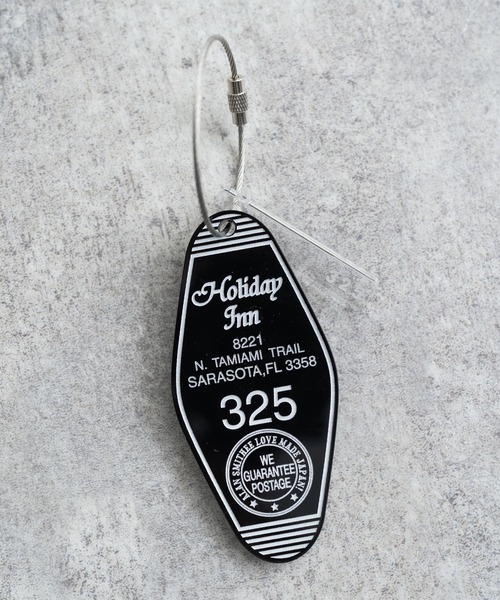 Holiday
Inn
8221
N. TAMIAMI TRAIL
SARASOTA,FL 3358
325
ALAN SMITHEE LOVE MADE JAPAN!
WE
GUARANTEE
POSTAGE